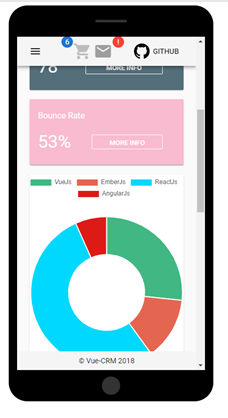 6
!
GITHUB
78
MORE INFO
Bounce Rate
53%
MORE INFO
VueJs EmberJs ReactJs
AngularJs
© Vue-CRM 2018